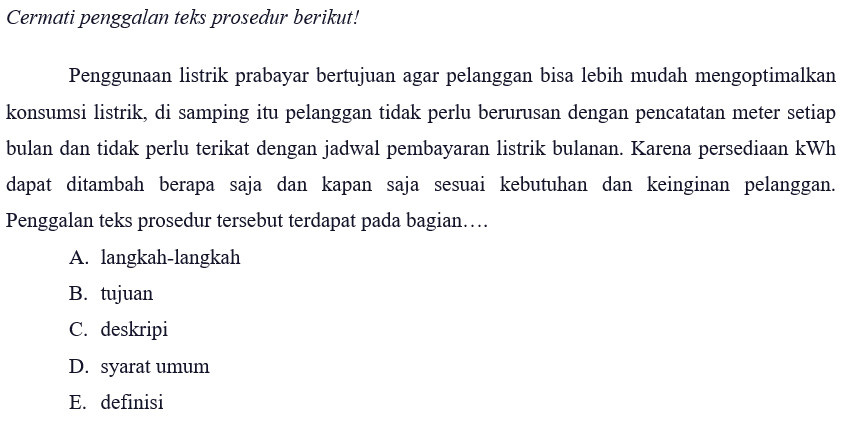 Cermati penggalan teks prosedur berikut!
Penggunaan listrik prabayar bertujuan agar pelanggan bisa lebih mudah mengoptimalkan
konsumsi listrik, di samping itu pelanggan tidak perlu berurusan dengan pencatatan meter setiap
bulan dan tidak perlu terikat dengan jadwal pembayaran listrik bulanan. Karena persediaan kWh
dapat ditambah berapa saja dan kapan saja sesuai kebutuhan dan keinginan pelanggan.
Penggalan teks prosedur tersebut terdapat pada bagian….
A. langkah-langkah
B. tujuan
C. deskripi
D. syarat umum
E. definisi